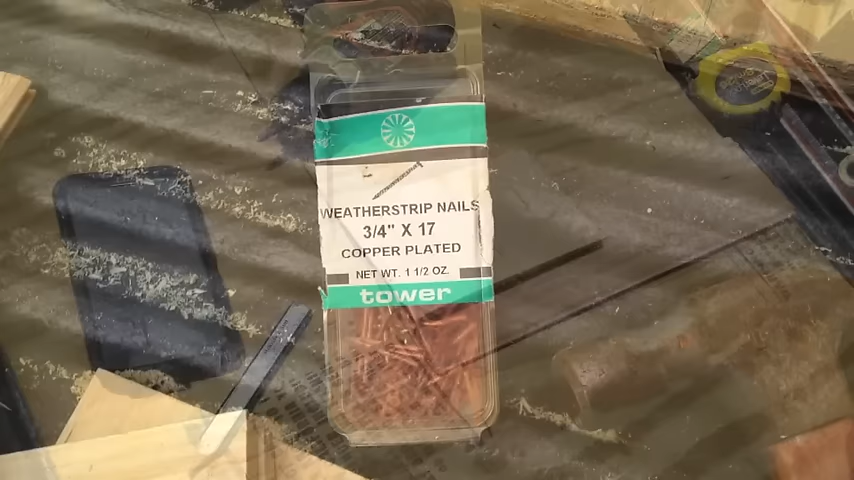 WEATHERSTRIP NAILS
3/4" X 17
COPPER PLATED
NET WT. 1 1/2 OZ.
tower